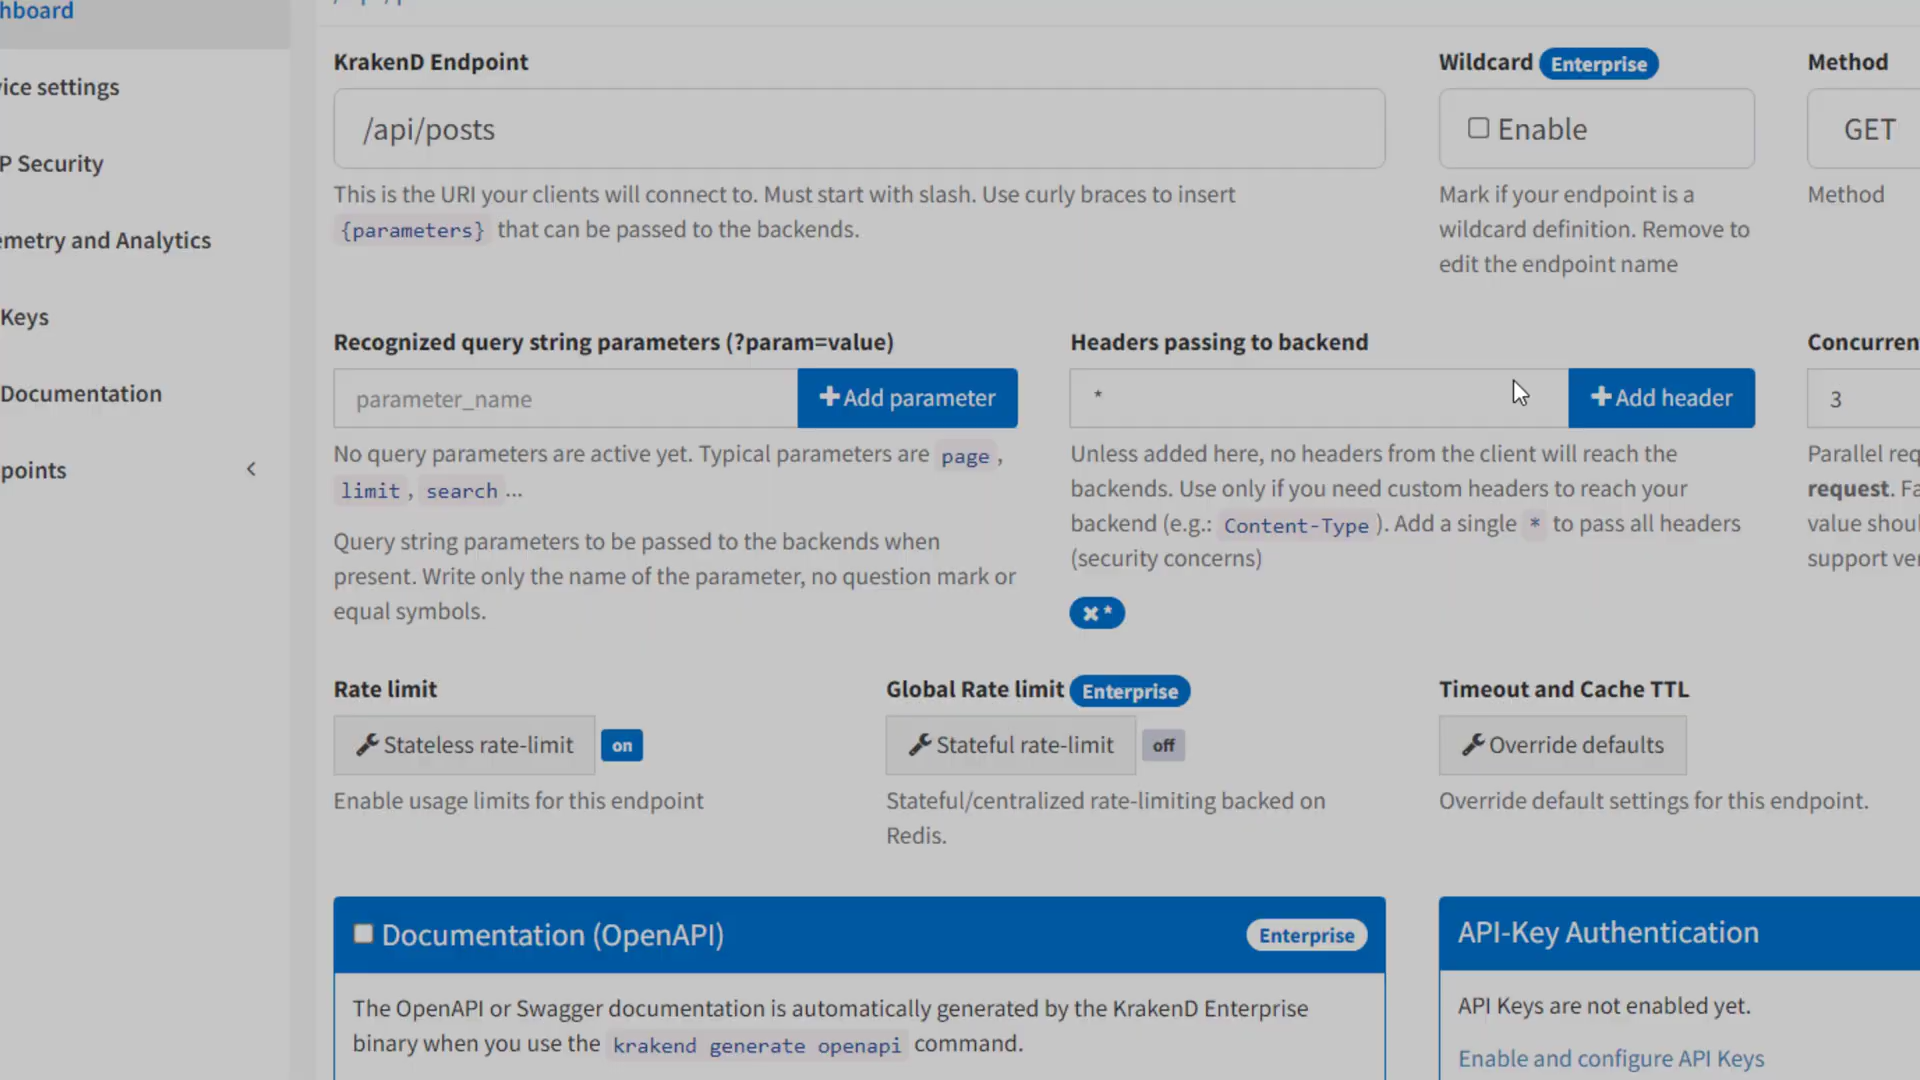 hboard
ice settings
P Security
emetry and Analytics
Keys
Documentation
points
KrakenD Endpoint
/api/posts
This is the URI your clients will connect to. Must start with slash. Use curly braces to insert
{parameters} that can be passed to the backends.
Wildcard Enterprise
Enable
Mark if your endpoint is a
wildcard definition. Remove to
edit the endpoint name
Method
GET
Method
Recognized query string parameters (?param=value)
parameter_name
+Add parameter
No query parameters are active yet. Typical parameters are page ,
limit , search ...
Query string parameters to be passed to the backends when
present. Write only the name of the parameter, no question mark or
equal symbols.
Headers passing to backend
*
+Add header
Unless added here, no headers from the client will reach the
backends. Use only if you need custom headers to reach your
backend (e.g.: Content-Type ). Add a single * to pass all headers
(security concerns)
✖ *
Concurren
3
Parallel req
request. Fa
value shoul
support ver
Rate limit
Stateless rate-limit on
Enable usage limits for this endpoint
Global Rate limit Enterprise
Stateful rate-limit off
Stateful/centralized rate-limiting backed on
Redis.
Timeout and Cache TTL
Override defaults
Override default settings for this endpoint.
Documentation (OpenAPI) Enterprise
The OpenAPI or Swagger documentation is automatically generated by the KrakenD Enterprise
binary when you use the krakend generate openapi command.
API-Key Authentication
API Keys are not enabled yet.
Enable and configure API Keys